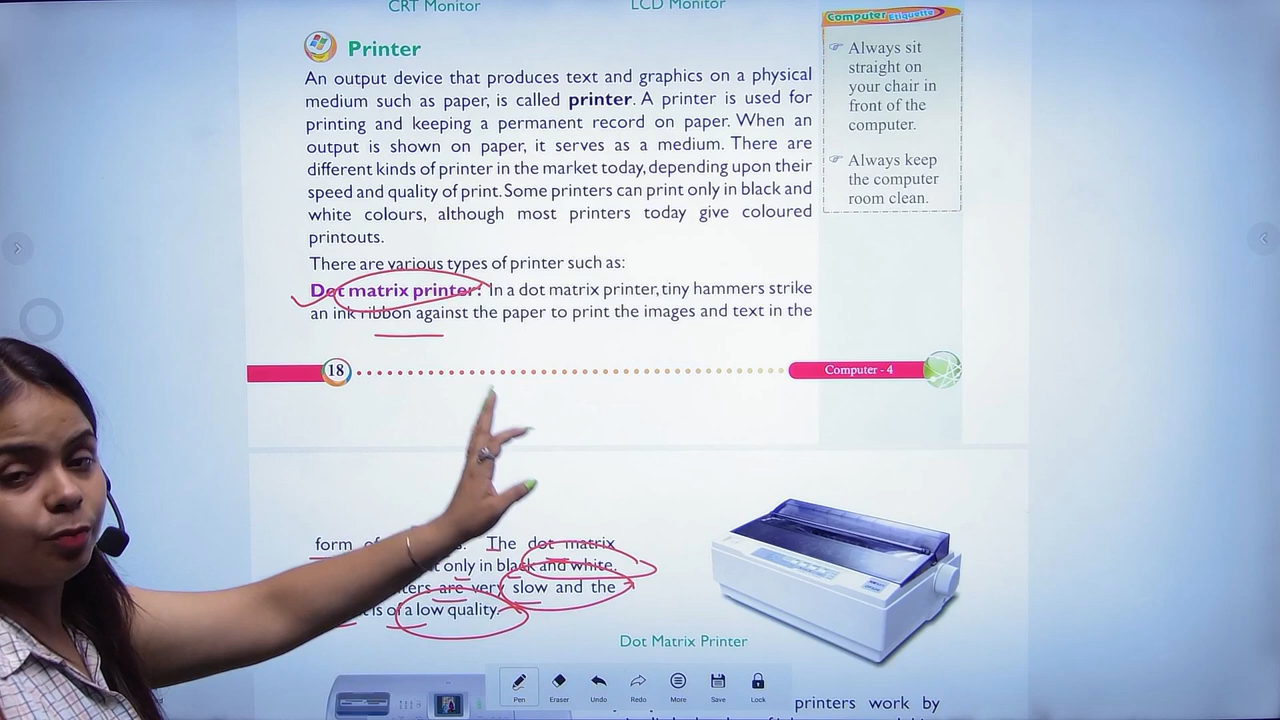 CRT Monitor
LCD Monitor
Printer
An output device that produces text and graphics on a physical
medium such as paper, is called printer. A printer is used for
printing and keeping a permanent record on paper. When an
output is shown on paper, it serves as a medium. There are
different kinds of printer in the market today, depending upon their
speed and quality of print. Some printers can print only in black and
white colours, although most printers today give coloured
printouts.
There are various types of printer such as:
Dot matrix printer: In a dot matrix printer, tiny hammers strike
an ink ribbon against the paper to print the images and text in the
18
Computer - 4
Computer Etiquette
Always sit
straight on
your chair in
front of the
computer.
Always keep
the computer
room clean.
form The dot matrix
only in black and white.
are very slow and the
is of a low quality.
Dot Matrix Printer
printers work by
Pen
Eraser
Undo
Redo
More
Save
Lock